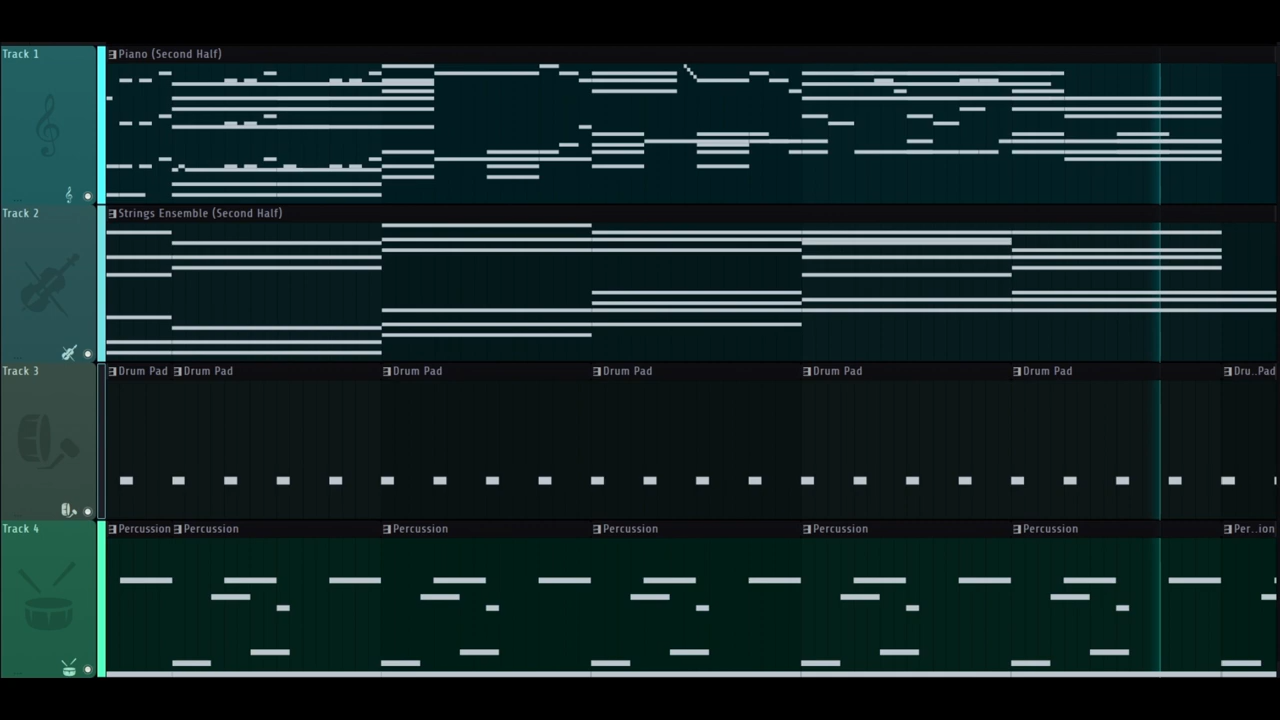 Track 1
Piano (Second Half)
Track 2
Strings Ensemble (Second Half)
Track 3
Drum Pad Drum Pad Drum Pad Drum Pad Drum Pad Drum Pad Dru..Pad
Track 4
Percussion Percussion Percussion Percussion Percussion Percussion Per..ion